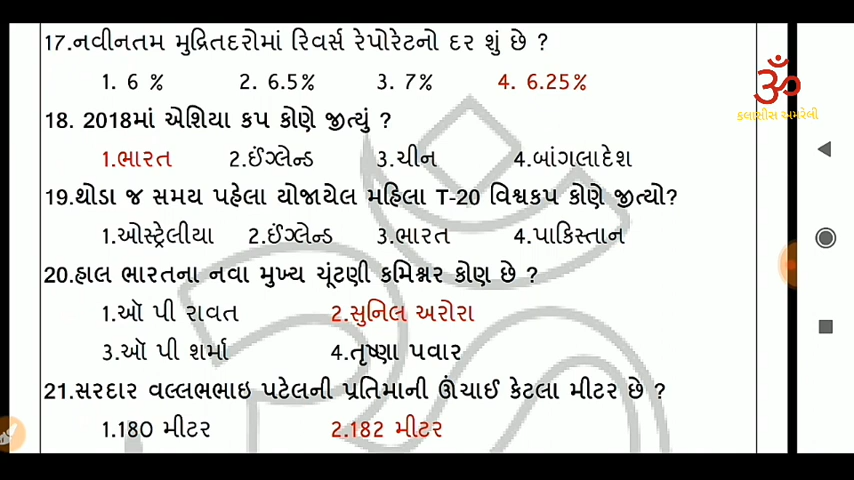 17.નવીનતમ મુદ્રિતદરોમાં રિવર્સ રેપોરેટનો દર શું છે ?
1. 6 % 2. 6.5% 3. 7% 4. 6.25%
ૐ
કલાસીસ અમરેલી
18. 2018માં એશિયા કપ કોણે જીત્યું ?
1.ભારત 2.ઈંગ્લેન્ડ 3.ચીન 4.બાંગલાદેશ
19.થોડા જ સમય પહેલા યોજાયેલ મહિલા T-20 વિશ્વકપ કોણે જીત્યો?
1.ઓસ્ટ્રેલીયા 2.ઈંગ્લેન્ડ 3.ભારત 4.પાકિસ્તાન
20.હાલ ભારતના નવા મુખ્ય ચૂંટણી કમિશ્નર કોણ છે ?
1.ઑ પી રાવત 2.સુનિલ અરોરા
3.ઑ પી શર્મા 4.તૃષ્ણા પવાર
21.સરદાર વલ્લભભાઇ પટેલની પ્રતિમાની ઊંચાઈ કેટલા મીટર છે ?
1.180 મીટર 2.182 મીટર